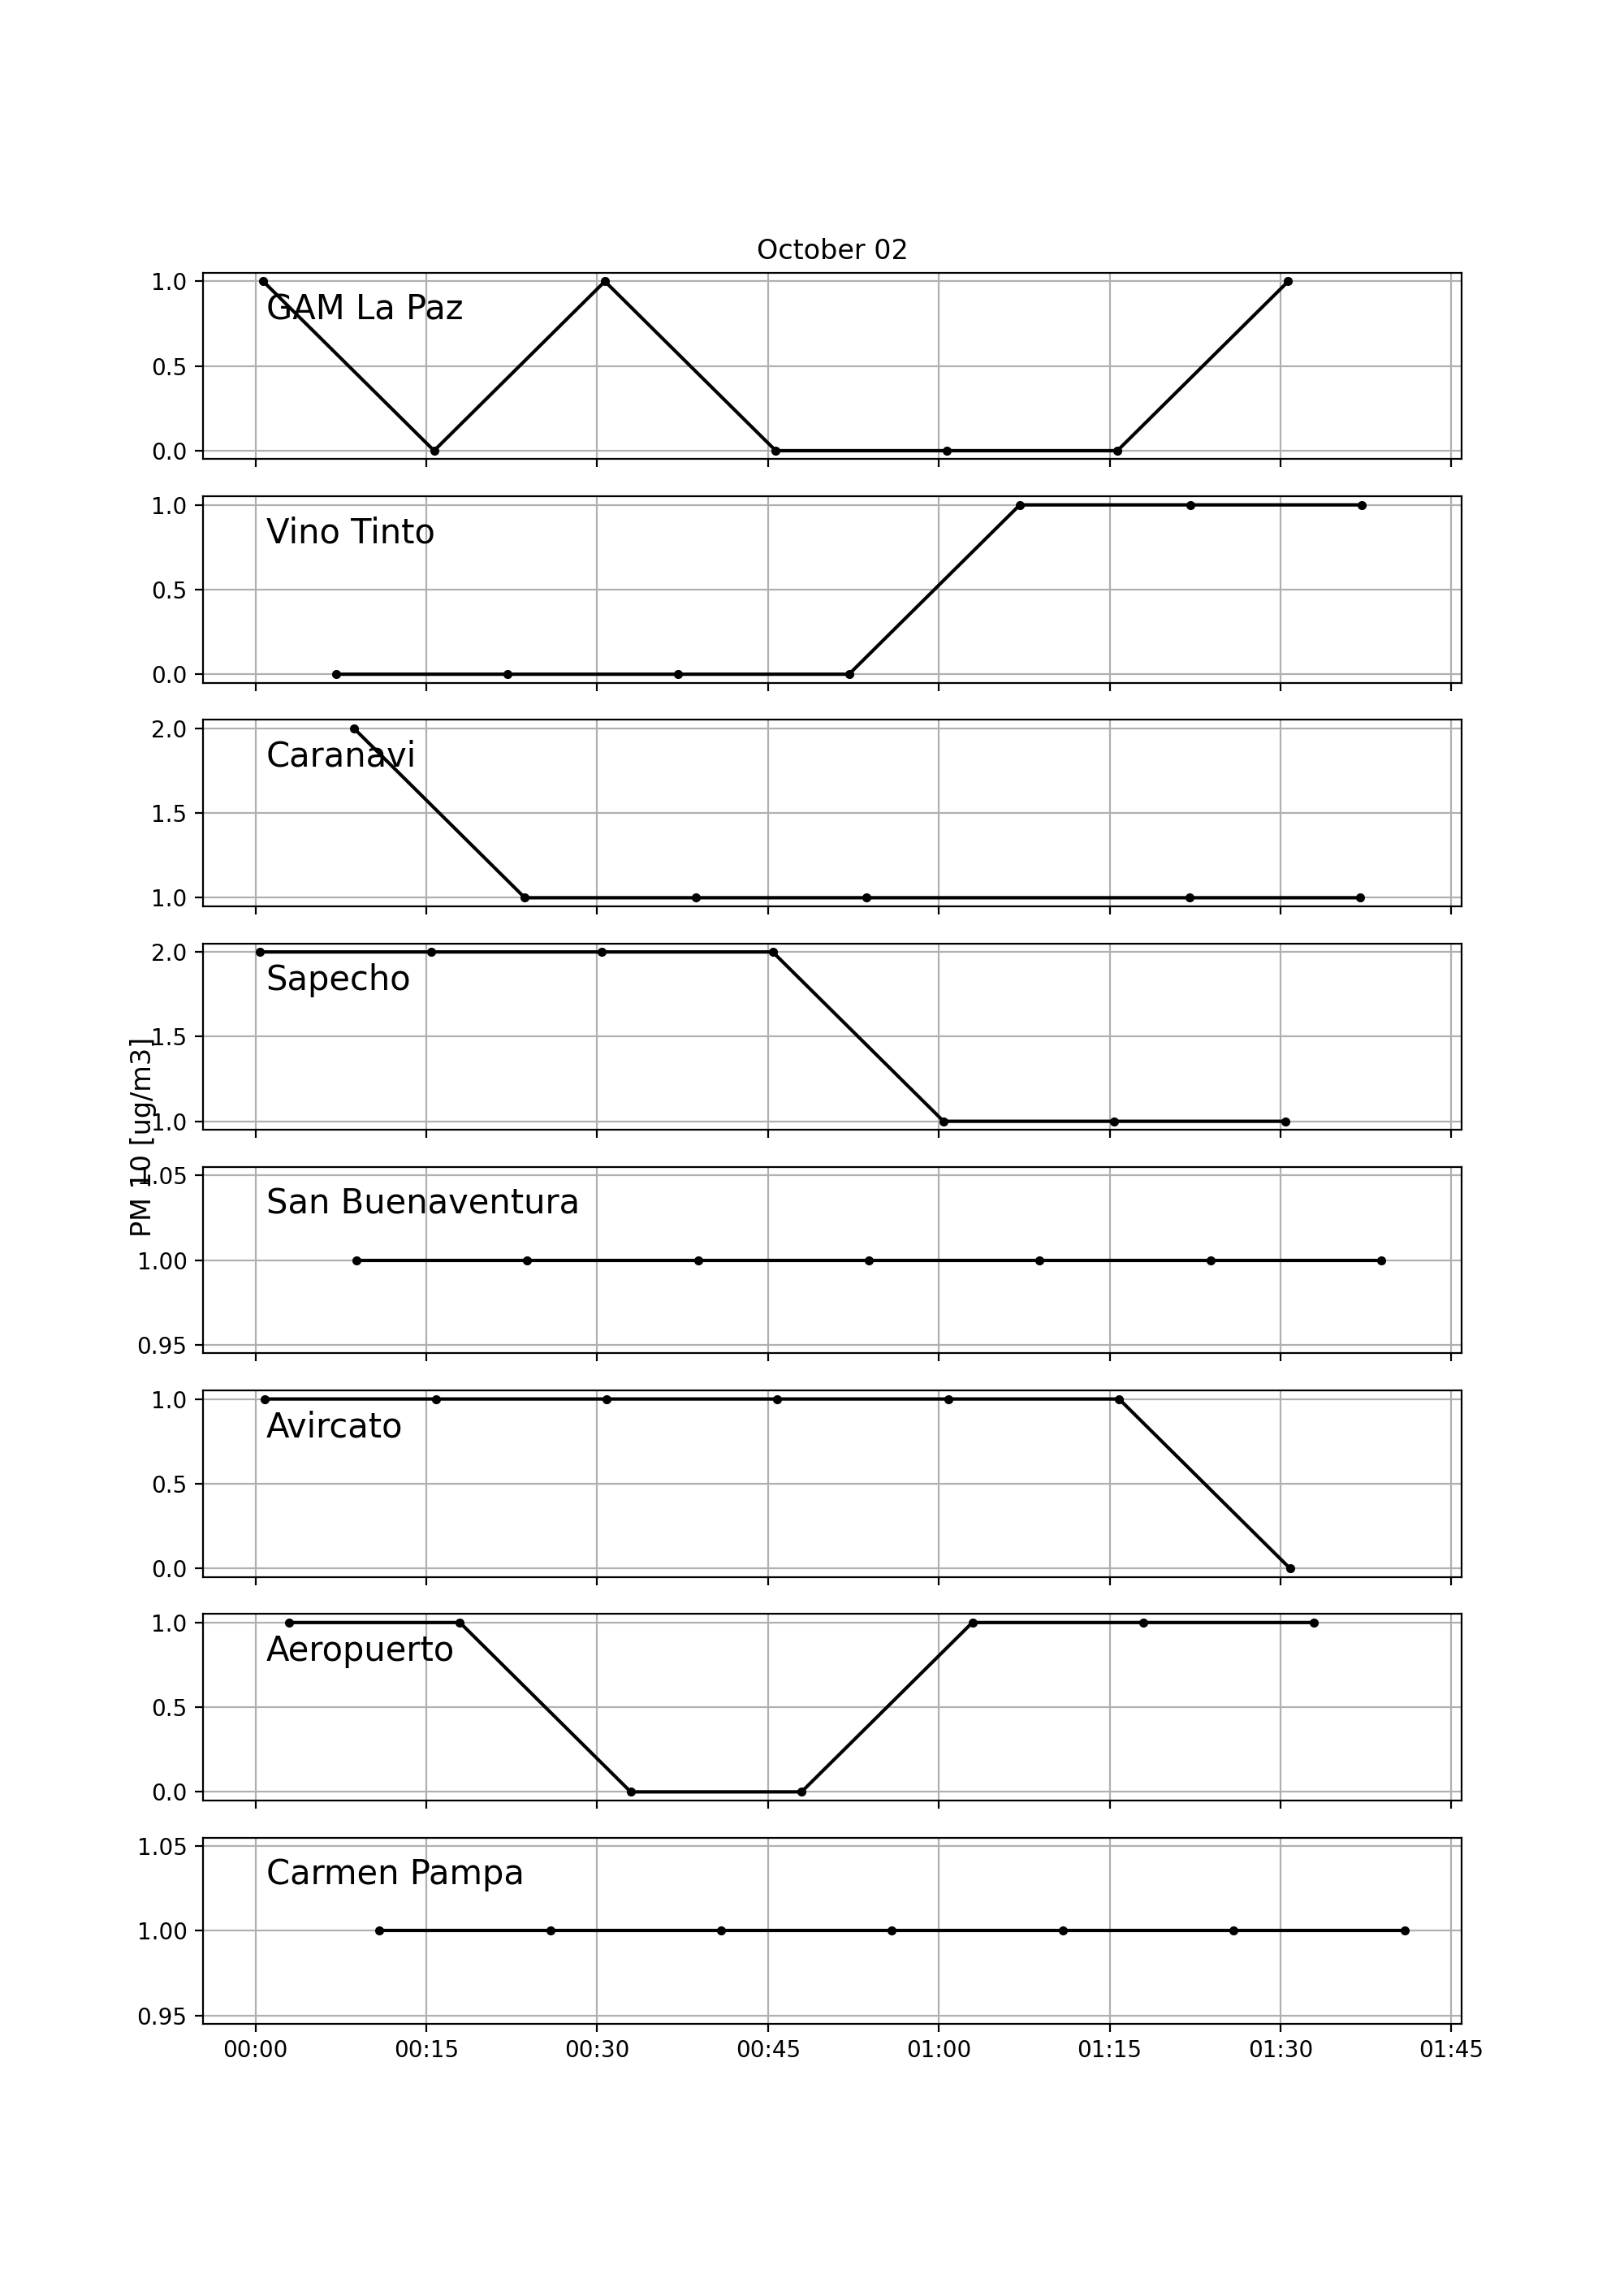 October 02
1.0
GAM La Paz
0.5
0.0
1.0
Vino Tinto
0.5
0.0
2.0
Caranavi
1.5
1.0
2.0
Sapecho
1.5
1.0
PM 10 [ug/m3]
1.05
San Buenaventura
1.00
0.95
1.0
Avircato
0.5
0.0
1.0
Aeropuerto
0.5
0.0
1.05
Carmen Pampa
1.00
0.95
00:00 00:15 00:30 00:45 01:00 01:15 01:30 01:45